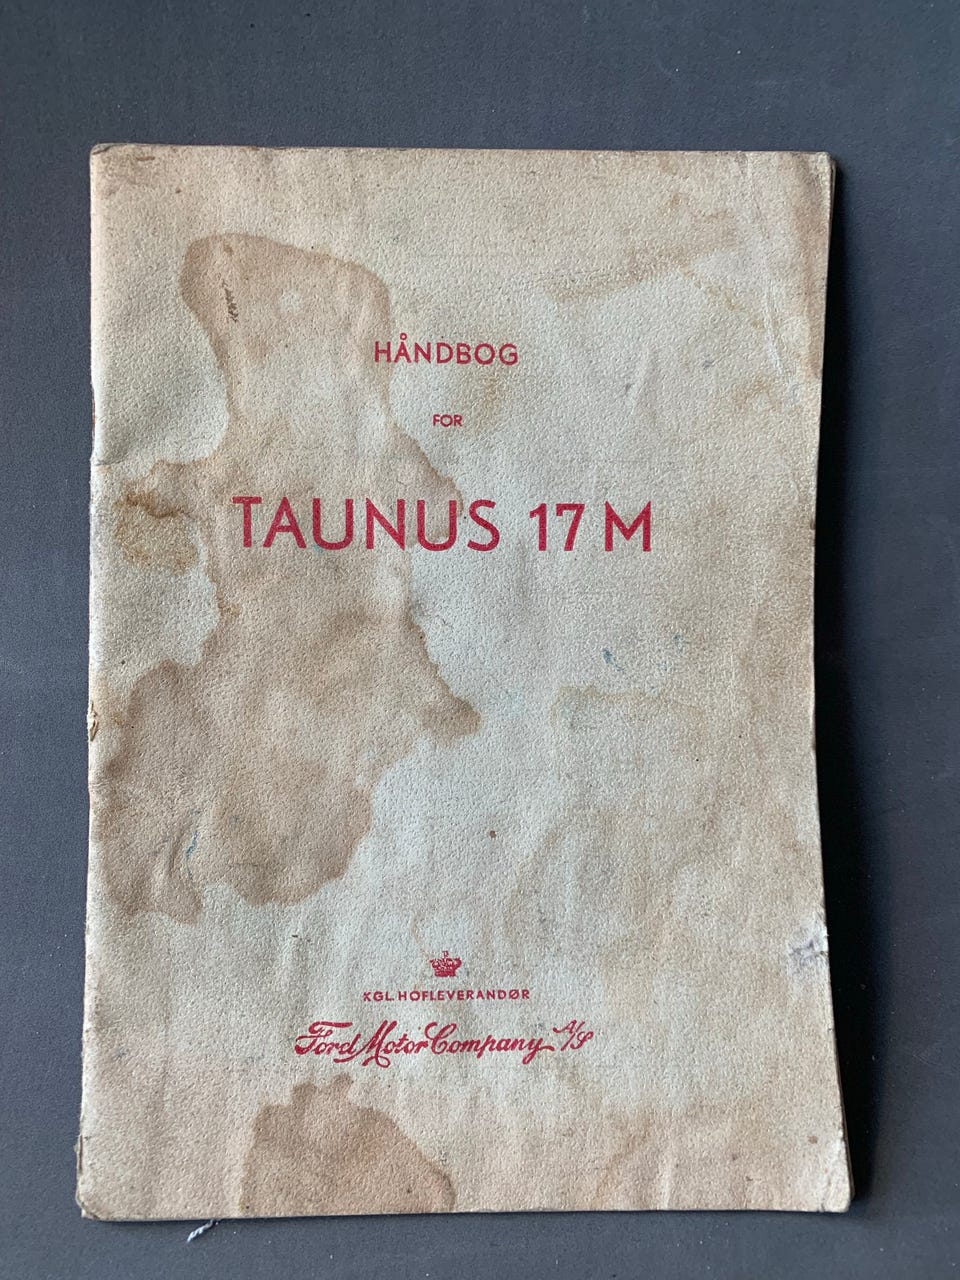 HÅNDBOG
FOR
TAUNUS 17 M
KGL. HOFLEVERANDØR
Ford Motor Company A/S